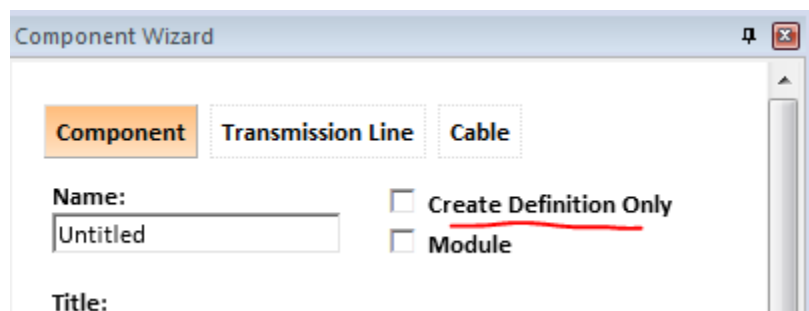 Component Wizard
Component Transmission Line Cable
Name:
Create Definition Only
Untitled
Module
Title: